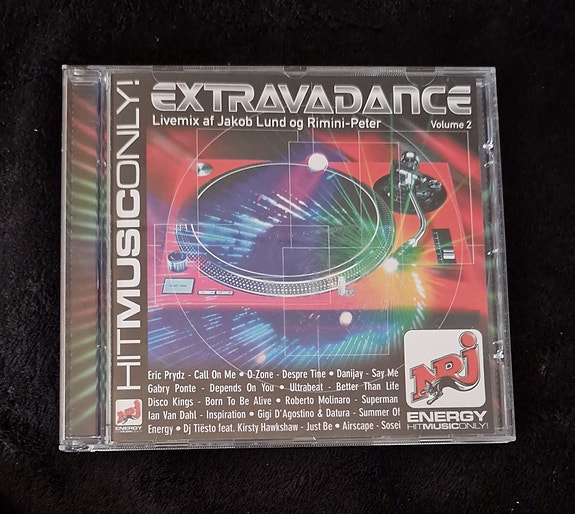 HITMUSICONLY!
EXTRAVADANCE
Livemix af Jakob Lund og Rimini-Peter
Volume 2
Eric Prydz - Call On Me • O-Zone - Despre Tine • Danijay - Say Me
Gabry Ponte - Depends On You • Ultrabeat - Better Than Life
Disco Kings - Born To Be Alive • Roberto Molinaro - Superman
Ian Van Dahl - Inspiration • Gigi D'Agostino & Datura - Summer Of
Energy • Dj Tiësto feat. Kirsty Hawkshaw - Just Be • Airscape - Sosei
NRJ
ENERGY
HITMUSICONLY!
NRJ
ENERGY